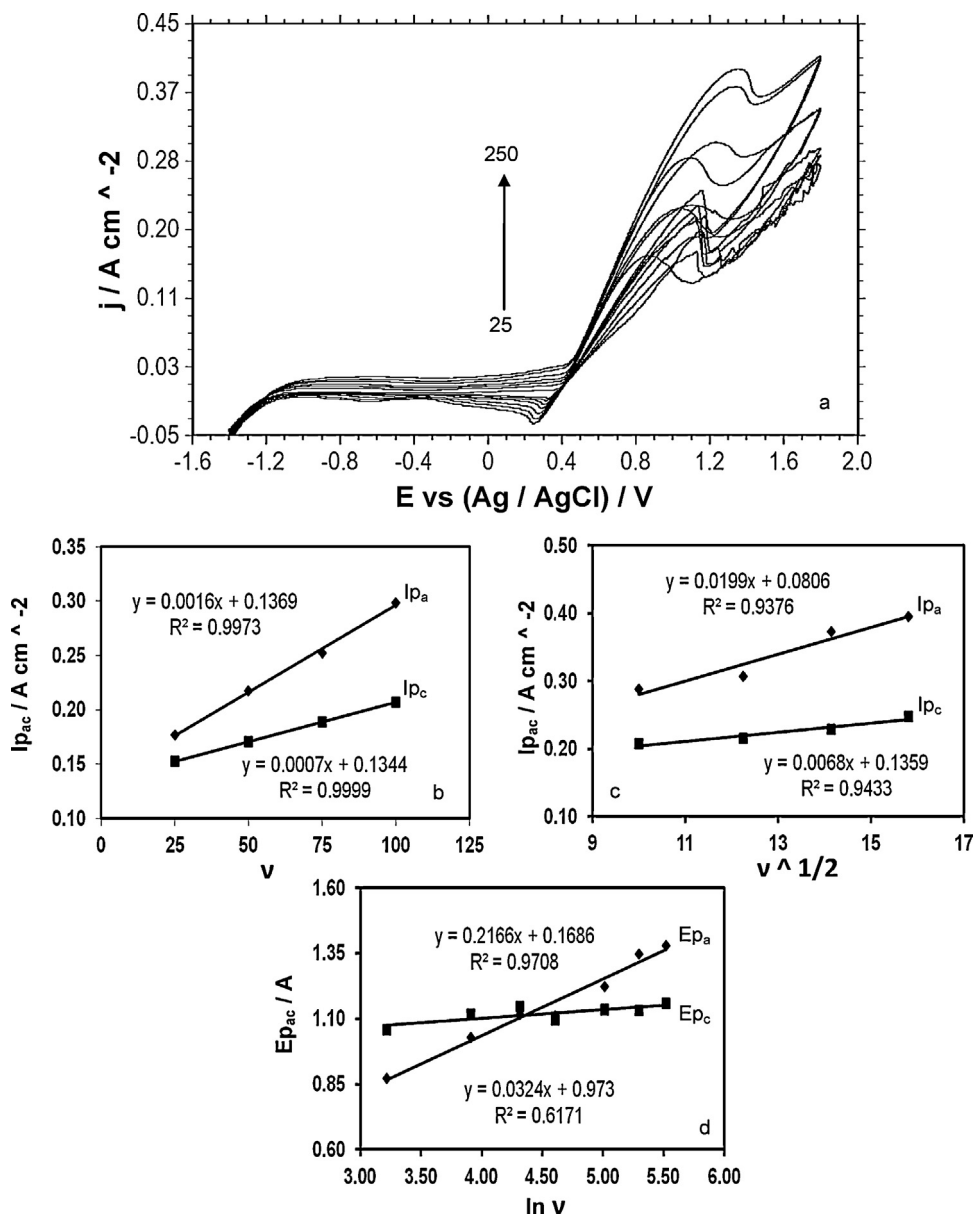 0.45
0.37
0.28
0.20
0.11
0.03
-0.05
j / A cm ^ -2
250
25
a
-1.6 -1.2 -0.8 -0.4 0 0.4 0.8 1.2 1.6 2.0
E vs (Ag / AgCl) / V
0.35
0.30
0.25
0.20
0.15
0.10
Ip ac / A cm ^ -2
y = 0.0016x + 0.1369
R² = 0.9973
Ipa
Ipc
y = 0.0007x + 0.1344
R² = 0.9999
b
0 25 50 75 100 125
ν
0.50
0.40
0.30
0.20
0.10
Ipac / A cm ^ -2
y = 0.0199x + 0.0806
R² = 0.9376
Ipa
Ipc
y = 0.0068x + 0.1359
R² = 0.9433
c
9 11 13 15 17
ν ^ 1/2
1.60
1.35
1.10
0.85
0.60
Epac / A
y = 0.2166x + 0.1686
R² = 0.9708
Epa
Epc
y = 0.0324x + 0.973
R² = 0.6171
d
3.00 3.50 4.00 4.50 5.00 5.50 6.00
ln ν